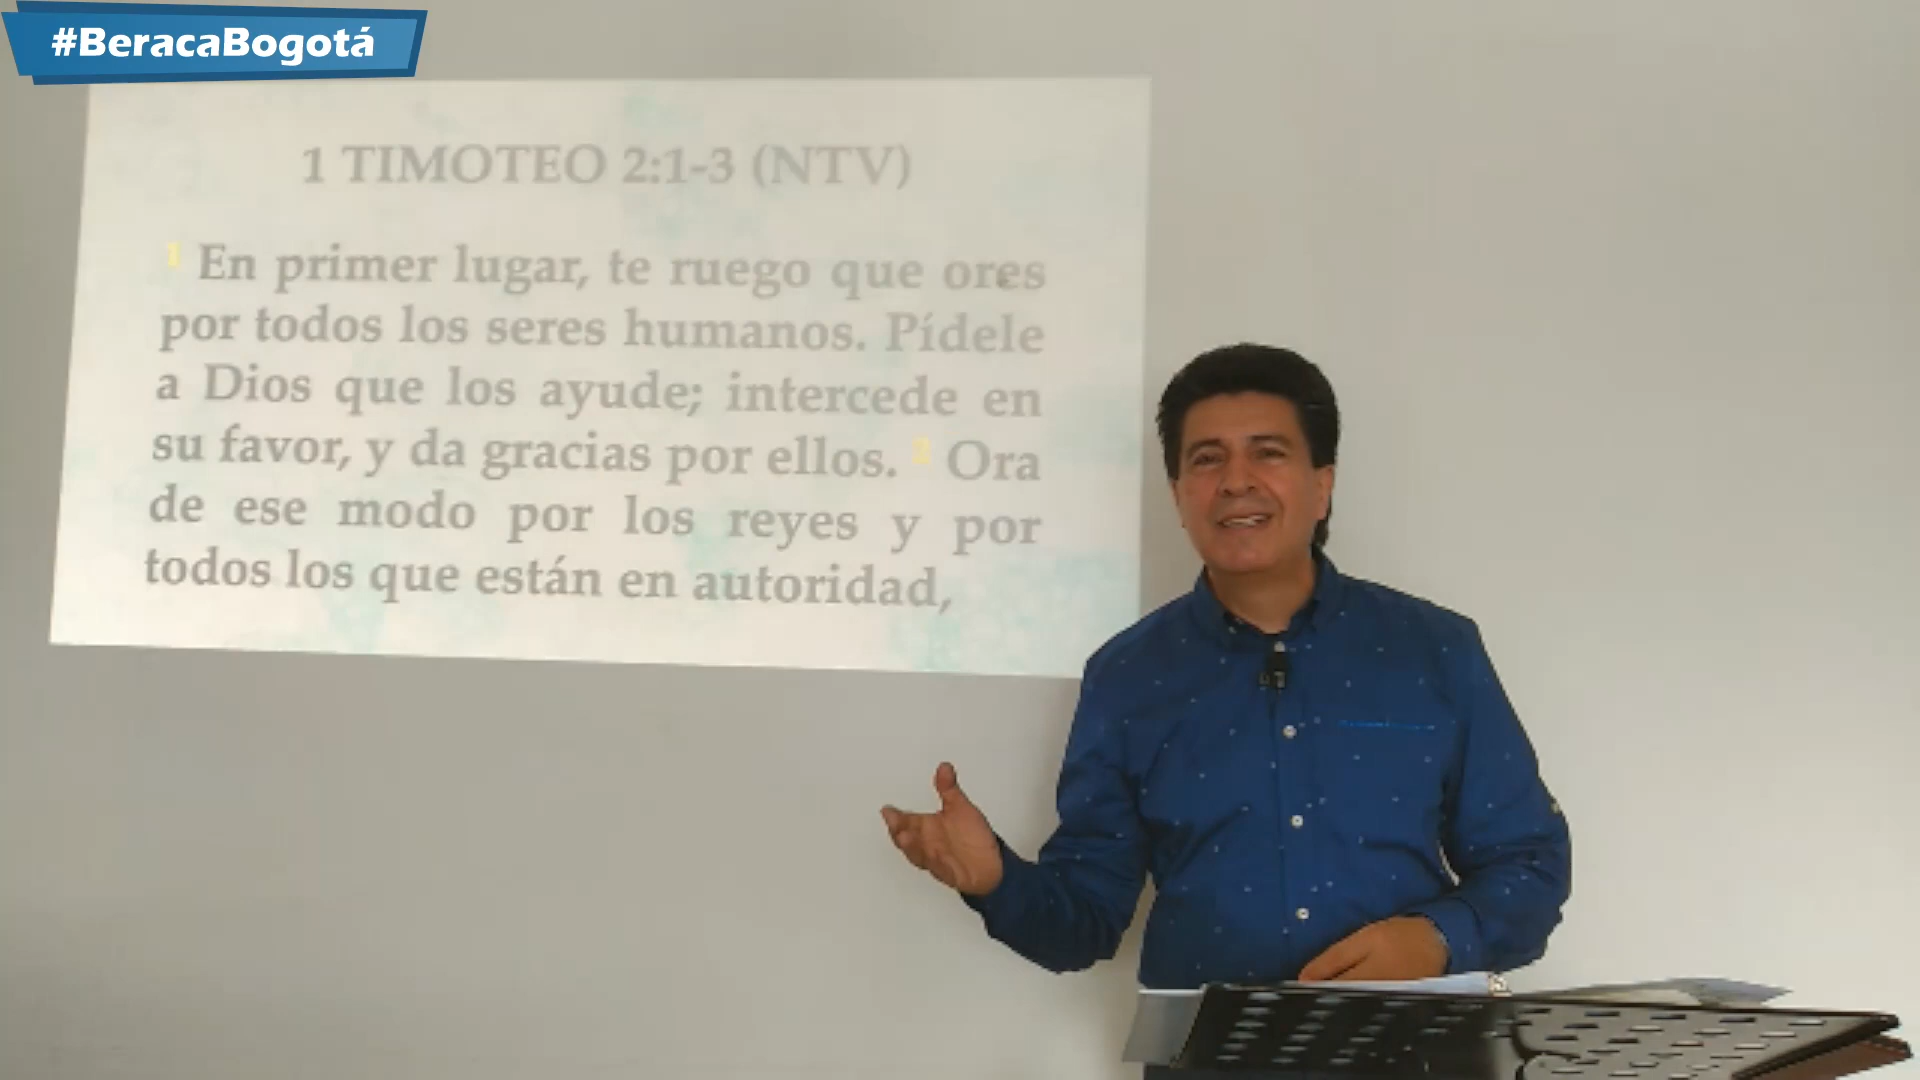 #BeracaBogotá
1 TIMOTEO 2:1-3 (NTV)
1 En primer lugar, te ruego que ores
por todos los seres humanos. Pídele
a Dios que los ayude; intercede en
su favor, y da gracias por ellos. 2 Ora
de ese modo por los reyes y por
todos los que están en autoridad,